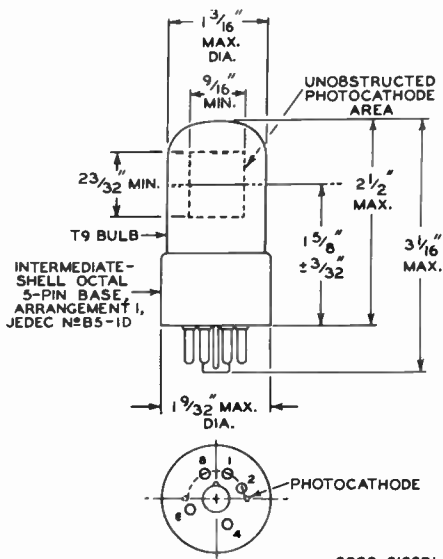 1 3/16"
MAX.
DIA.
9/16"
MIN.
UNOBSTRUCTED
PHOTOCATHODE
AREA
23/32" MIN.
2 1/2"
MAX.
3 1/16"
MAX.
1 5/8"
± 3/32"
T9 BULB
INTERMEDIATE-
SHELL OCTAL
5-PIN BASE,
ARRANGEMENT 1,
JEDEC Nº B5-1D
1 9/32" MAX.
DIA.
8 1
2
PHOTOCATHODE
6
4